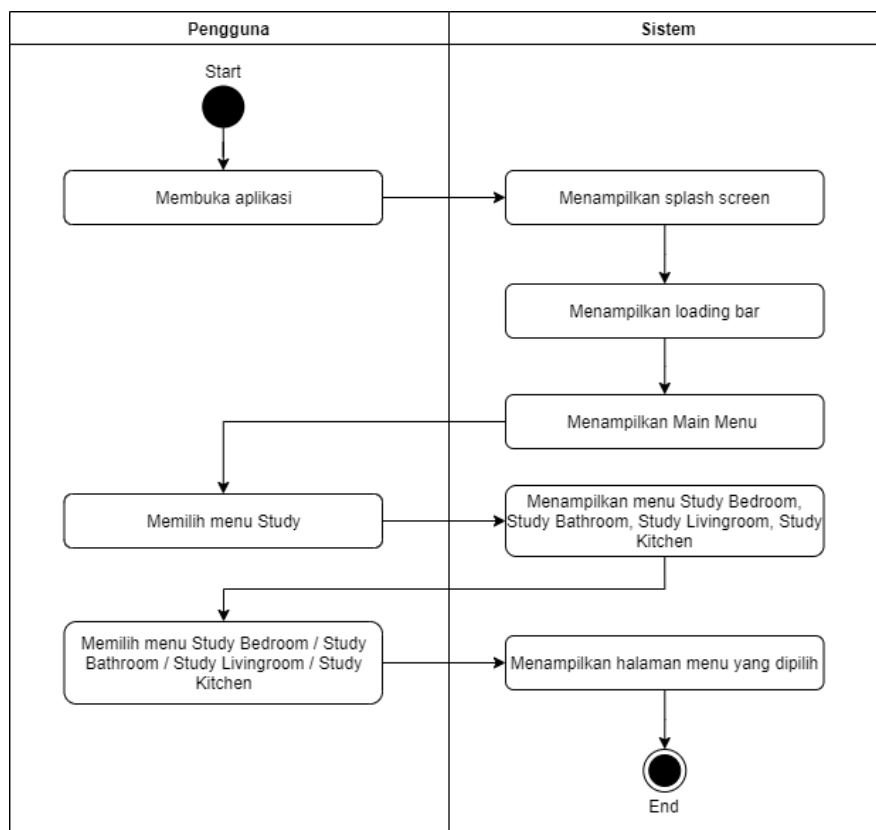 Pengguna
Sistem
Start
Membuka aplikasi
Menampilkan splash screen
Menampilkan loading bar
Menampilkan Main Menu
Memilih menu Study
Menampilkan menu Study Bedroom,
Study Bathroom, Study Livingroom, Study
Kitchen
Memilih menu Study Bedroom / Study
Bathroom / Study Livingroom / Study
Kitchen
Menampilkan halaman menu yang dipilih
End